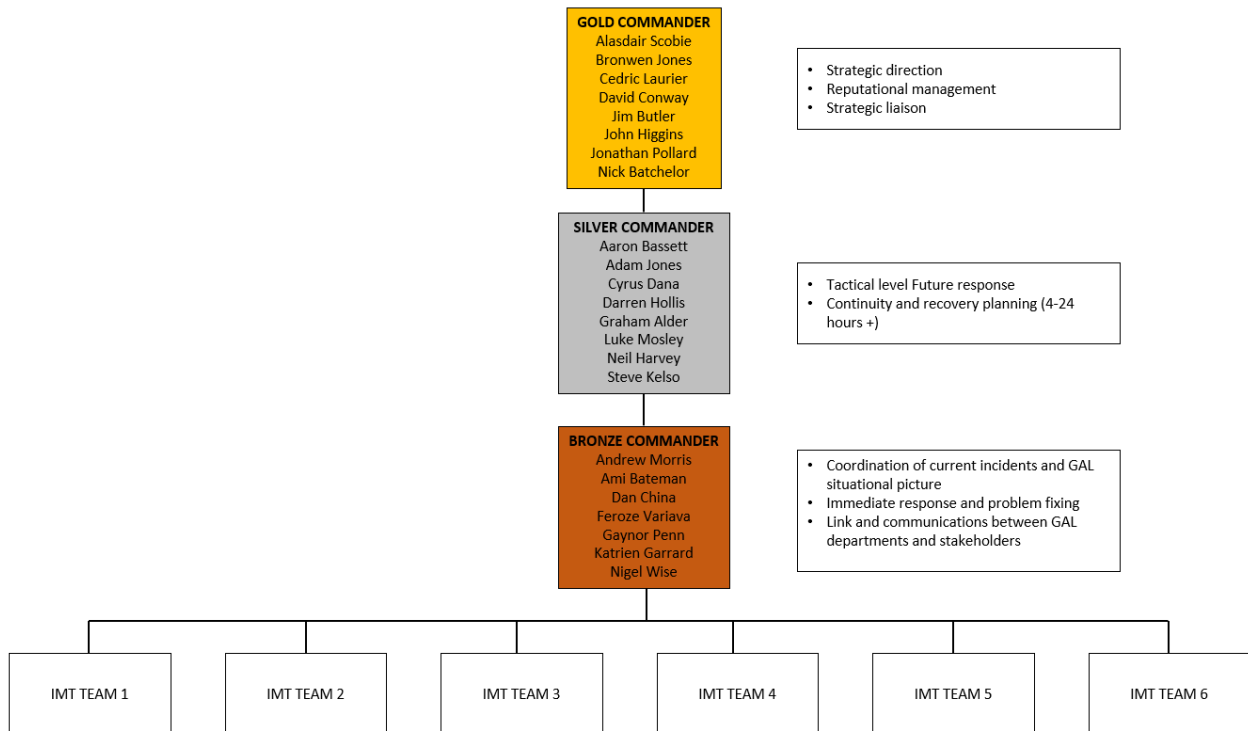 GOLD COMMANDER
Alasdair Scobie
Bronwen Jones
Cedric Laurier
David Conway
Jim Butler
John Higgins
Jonathan Pollard
Nick Batchelor
• Strategic direction
• Reputational management
• Strategic liaison
SILVER COMMANDER
Aaron Bassett
Adam Jones
Cyrus Dana
Darren Hollis
Graham Alder
Luke Mosley
Neil Harvey
Steve Kelso
• Tactical level Future response
• Continuity and recovery planning (4-24
hours +)
BRONZE COMMANDER
Andrew Morris
Ami Bateman
Dan China
Feroze Variava
Gaynor Penn
Katrien Garrard
Nigel Wise
• Coordination of current incidents and GAL
situational picture
• Immediate response and problem fixing
• Link and communications between GAL
departments and stakeholders
IMT TEAM 1
IMT TEAM 2
IMT TEAM 3
IMT TEAM 4
IMT TEAM 5
IMT TEAM 6